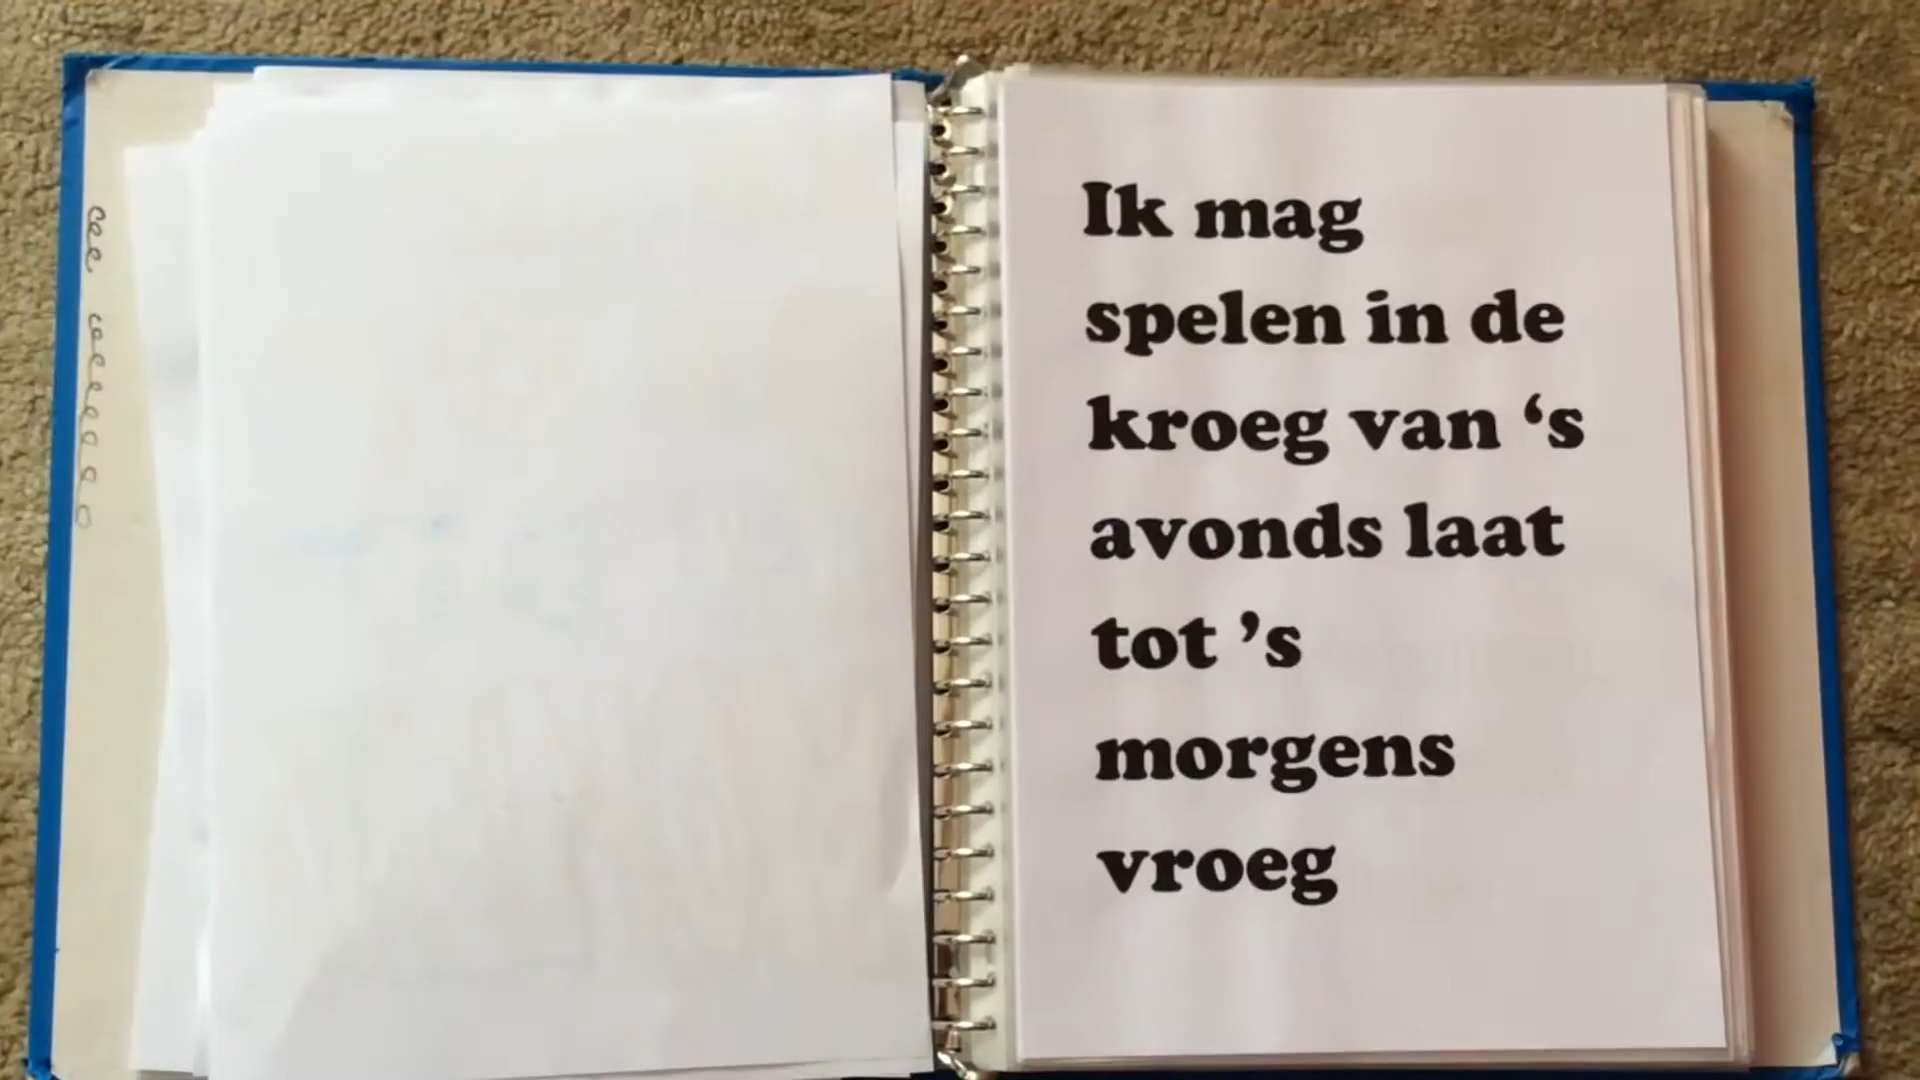 Ik mag
spelen in de
kroeg van ‘s
avonds laat
tot ’s
morgens
vroeg